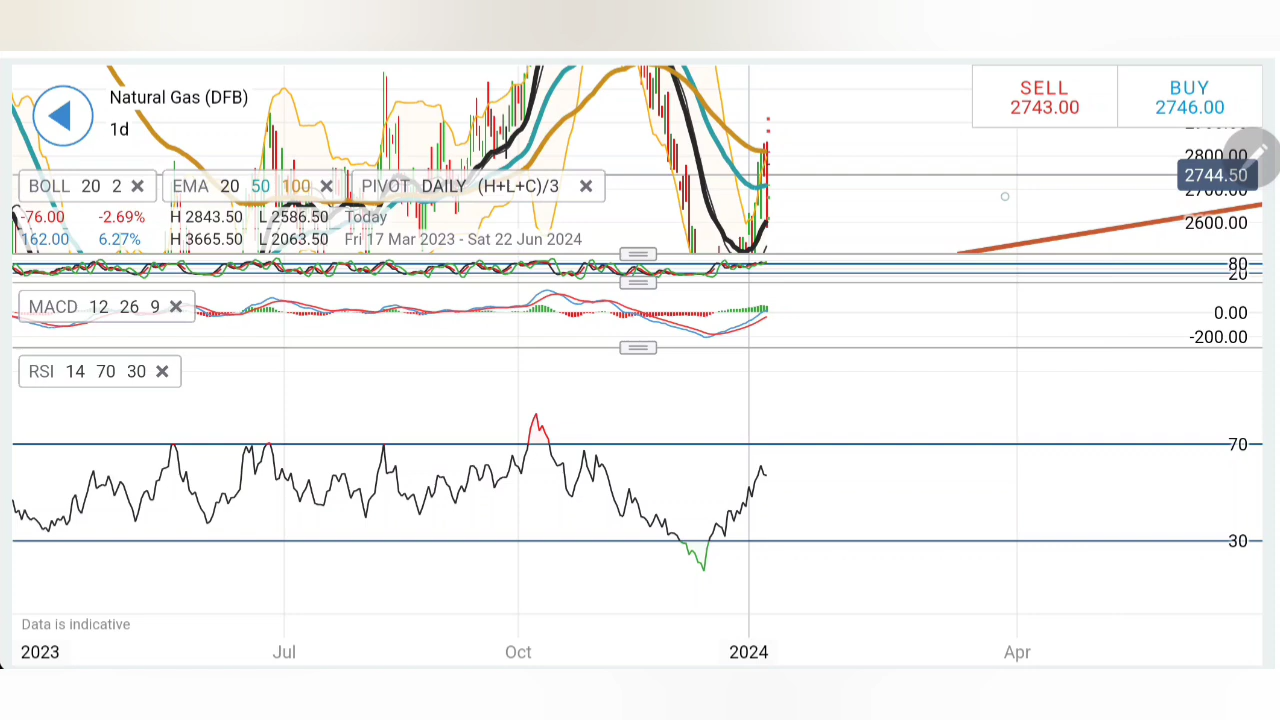 Natural Gas (DFB)
1d
SELL
2743.00
BUY
2746.00
2800.00
2744.50
2700.00
2600.00
BOLL 20 2
EMA 20 50 100
PIVOT DAILY (H+L+C)/3
-76.00 -2.69% H 2843.50 L 2586.50 Today
162.00 6.27% H 3665.50 L 2063.50 Fri 17 Mar 2023 - Sat 22 Jun 2024
80
20
MACD 12 26 9
0.00
-200.00
RSI 14 70 30
70
30
Data is indicative
2023 Jul Oct 2024 Apr